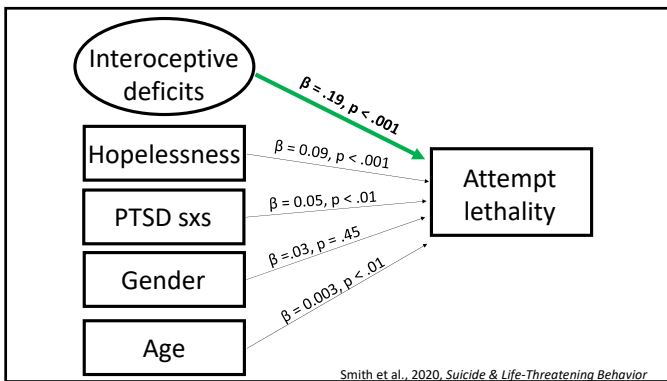 Interoceptive
deficits
β = .19, p < .001
Hopelessness
β = 0.09, p < .001
PTSD sxs
β = 0.05, p < .01
Gender
β =.03, p = .45
Age
β = 0.003, p < .01
Attempt
lethality
Smith et al., 2020, Suicide & Life-Threatening Behavior